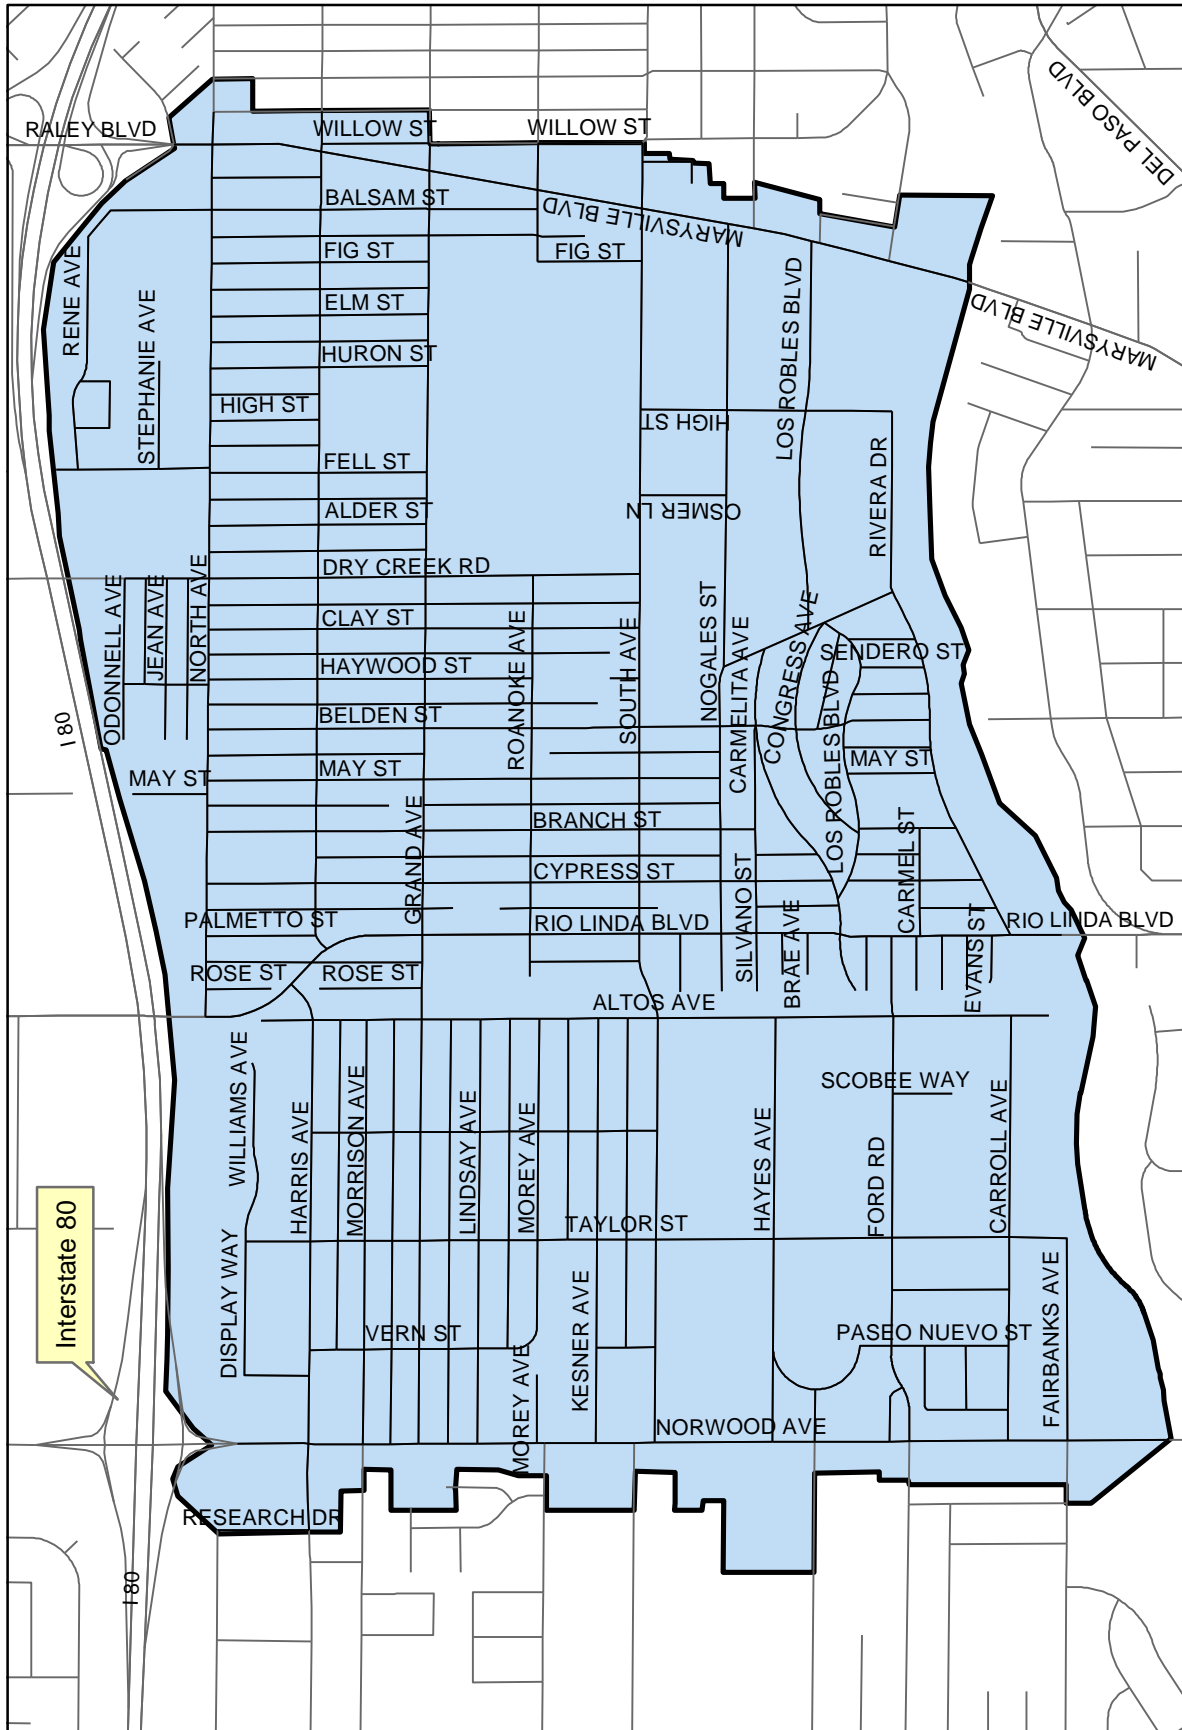 DEL PASO BLVD
RALEY BLVD
WILLOW ST
WILLOW ST
BALSAM ST
MARYSVILLE BLVD
FIG ST
FIG ST
RENE AVE
STEPHANIE AVE
ELM ST
LOS ROBLES BLVD
MARYSVILLE BLVD
HURON ST
HIGH ST
HIGH ST
FELL ST
RIVERA DR
ALDER ST
OSMER LN
DRY CREEK RD
ODONNELL AVE
JEAN AVE
NORTH AVE
CLAY ST
ROANOKE AVE
SOUTH AVE
NOGALES ST
CARMELITA AVE
CONGRESS AVE
SENDERO ST
HAYWOOD ST
I 80
BELDEN ST
LOS ROBLES BLVD
MAY ST
MAY ST
MAY ST
GRAND AVE
BRANCH ST
CARMEL ST
CYPRESS ST
SILVANO ST
PALMETTO ST
RIO LINDA BLVD
BRAE AVE
EVANS ST
RIO LINDA BLVD
ROSE ST
ROSE ST
ALTOS AVE
WILLIAMS AVE
HARRIS AVE
MORRISON AVE
LINDSAY AVE
MOREY AVE
HAYES AVE
SCOBEE WAY
FORD RD
CARROLL AVE
TAYLOR ST
Interstate 80
DISPLAY WAY
VERN ST
KESNER AVE
PASEO NUEVO ST
FAIRBANKS AVE
MOREY AVE
NORWOOD AVE
RESEARCH DR
I 80